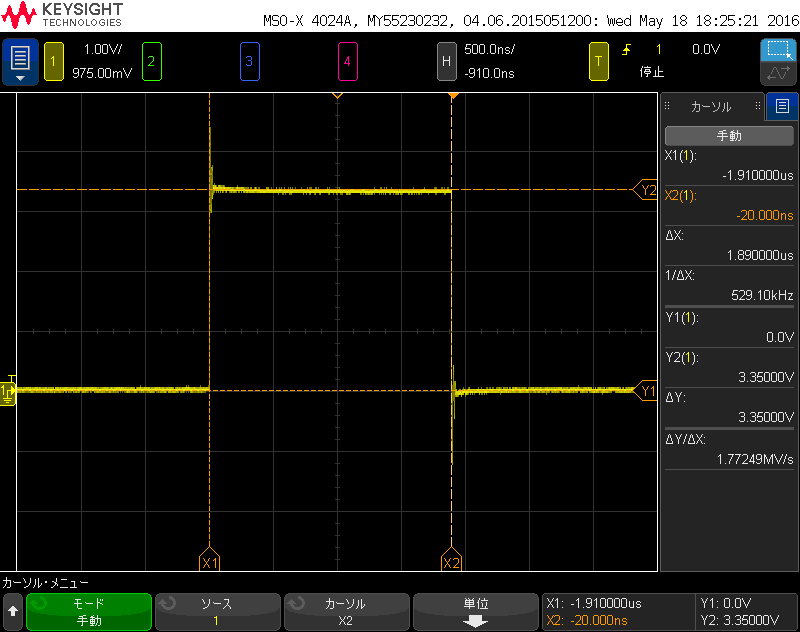 KEYSIGHT
TECHNOLOGIES
MSO-X 4024A, MY55230232, 04.06.2015051200: Wed May 18 18:25:21 2016
1 1.00V/ 2 3 4 H 500.0ns/ T 1 0.0V
975.00mV -910.0ns 停止
カーソル
手動
X1(1):
-1.910000us
X2(1):
-20.000ns
ΔX:
1.890000us
1/ΔX:
529.10kHz
Y1(1):
0.0V
Y2(1):
3.35000V
ΔY:
3.35000V
ΔY/ΔX:
1.77249MV/s
Y2
T
1
Y1
X1 X2
カーソル・メニュー
モード
手動
ソース
1
カーソル
X2
単位
X1: -1.910000us
X2: -20.000ns
Y1: 0.0V
Y2: 3.35000V